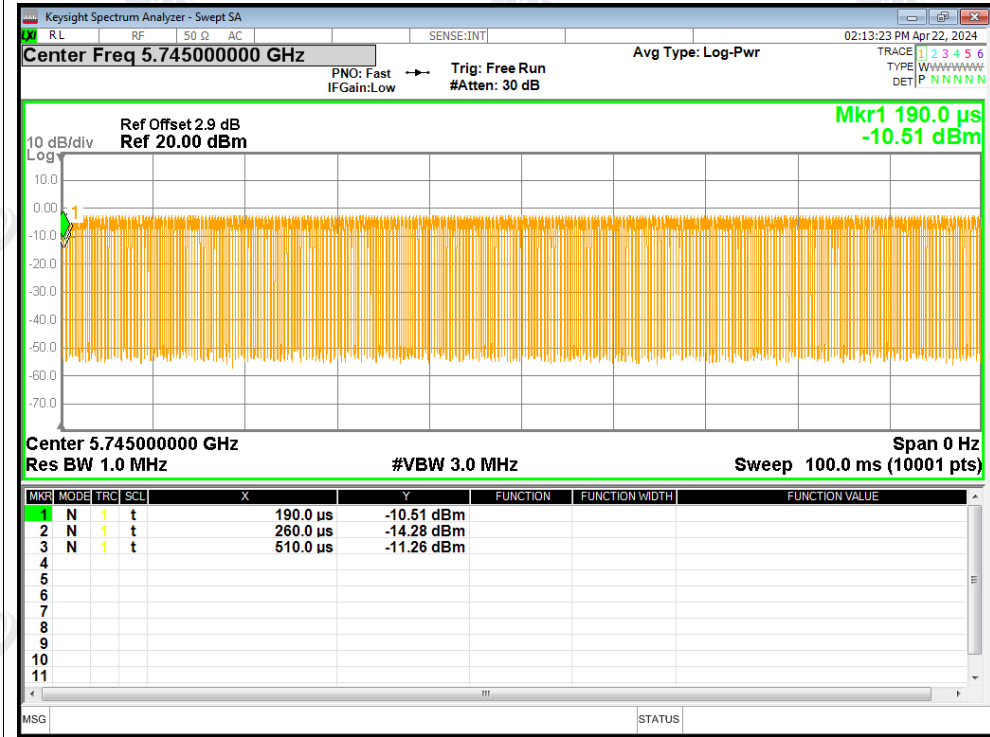 Keysight Spectrum Analyzer - Swept SA
LXI RL RF 50 Ω AC SENSE:INT 02:13:23 PM Apr 22, 2024
Center Freq 5.745000000 GHz
PNO: Fast
IFGain:Low
Trig: Free Run
#Atten: 30 dB
Avg Type: Log-Pwr
TRACE 1 2 3 4 5 6
TYPE WWWWWW
DET P N N N N N
Mkr1 190.0 µs
-10.51 dBm
Ref Offset 2.9 dB
10 dB/div Ref 20.00 dBm
Log
10.0
0.00
-10.0
-20.0
-30.0
-40.0
-50.0
-60.0
-70.0
1
Center 5.745000000 GHz Span 0 Hz
Res BW 1.0 MHz #VBW 3.0 MHz Sweep 100.0 ms (10001 pts)
MKR MODE TRC SCL X Y FUNCTION FUNCTION WIDTH FUNCTION VALUE
1 N 1 t 190.0 µs -10.51 dBm
2 N 1 t 260.0 µs -14.28 dBm
3 N 1 t 510.0 µs -11.26 dBm
4
5
6
7
8
9
10
11
MSG STATUS